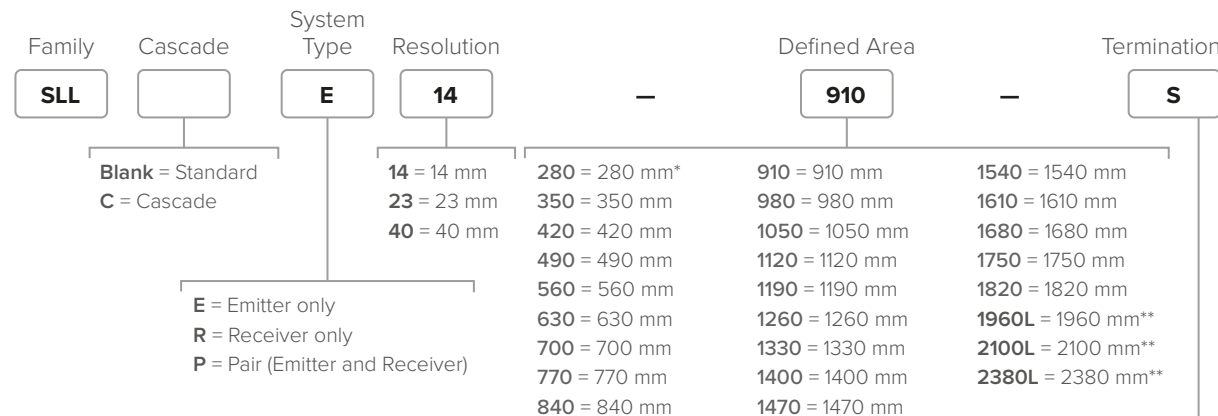 System
Family Cascade Type Resolution Defined Area Termination
SLL E 14 — 910 — S
Blank = Standard
C = Cascade
14 = 14 mm
23 = 23 mm
40 = 40 mm
E = Emitter only
R = Receiver only
P = Pair (Emitter and Receiver)
280 = 280 mm*
350 = 350 mm
420 = 420 mm
490 = 490 mm
560 = 560 mm
630 = 630 mm
700 = 700 mm
770 = 770 mm
840 = 840 mm
910 = 910 mm
980 = 980 mm
1050 = 1050 mm
1120 = 1120 mm
1190 = 1190 mm
1260 = 1260 mm
1330 = 1330 mm
1400 = 1400 mm
1470 = 1470 mm
1540 = 1540 mm
1610 = 1610 mm
1680 = 1680 mm
1750 = 1750 mm
1820 = 1820 mm
1960L = 1960 mm**
2100L = 2100 mm**
2380L = 2380 mm**